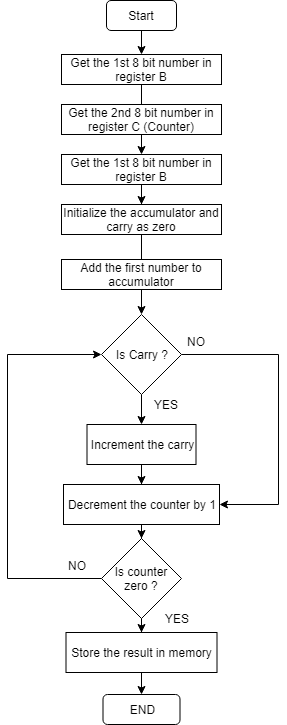 Start
Get the 1st 8 bit number in
register B
Get the 2nd 8 bit number in
register C (Counter)
Get the 1st 8 bit number in
register B
Initialize the accumulator and
carry as zero
Add the first number to
accumulator
Is Carry ?
NO
YES
Increment the carry
Decrement the counter by 1
NO
Is counter
zero ?
YES
Store the result in memory
END